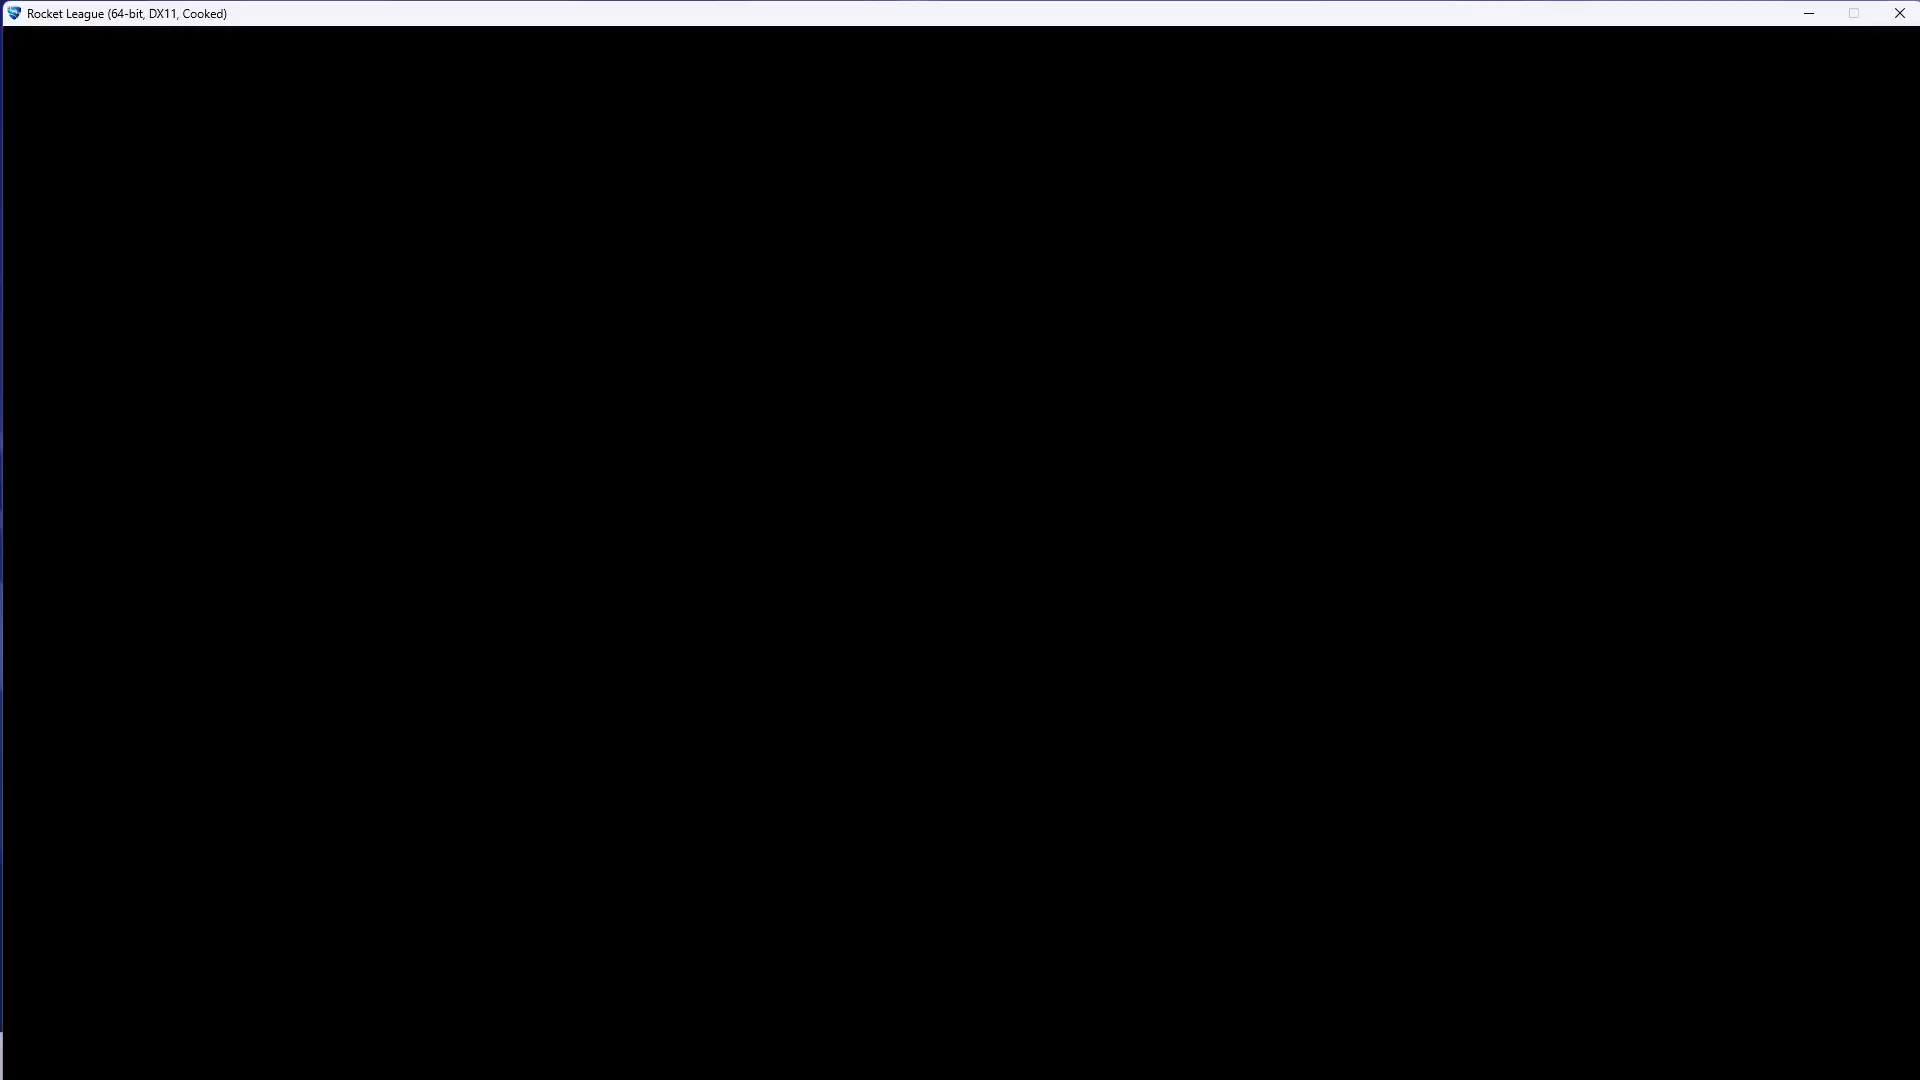 Rocket League (64-bit, DX11, Cooked)